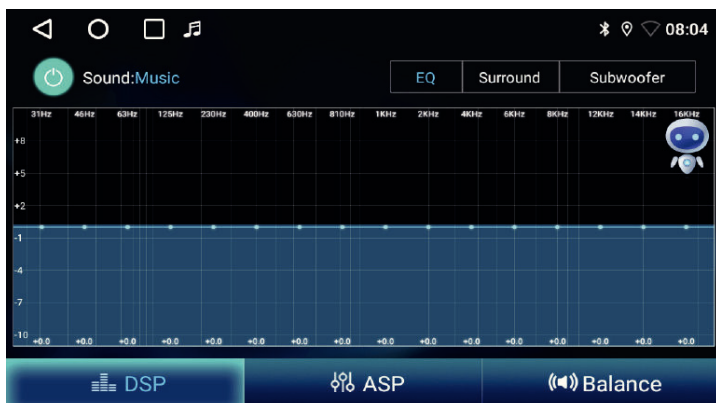 08:04
Sound:Music
EQ Surround Subwoofer
31Hz 46Hz 63Hz 125Hz 230Hz 400Hz 630Hz 810Hz 1KHz 2KHz 4KHz 6KHz 8KHz 12KHz 14KHz 16KHz
+8
+5
+2
-1
-4
-7
-10
+0.0 +0.0 +0.0 +0.0 +0.0 +0.0 +0.0 +0.0 +0.0 +0.0 +0.0 +0.0 +0.0 +0.0 +0.0 +0.0
DSP ASP Balance